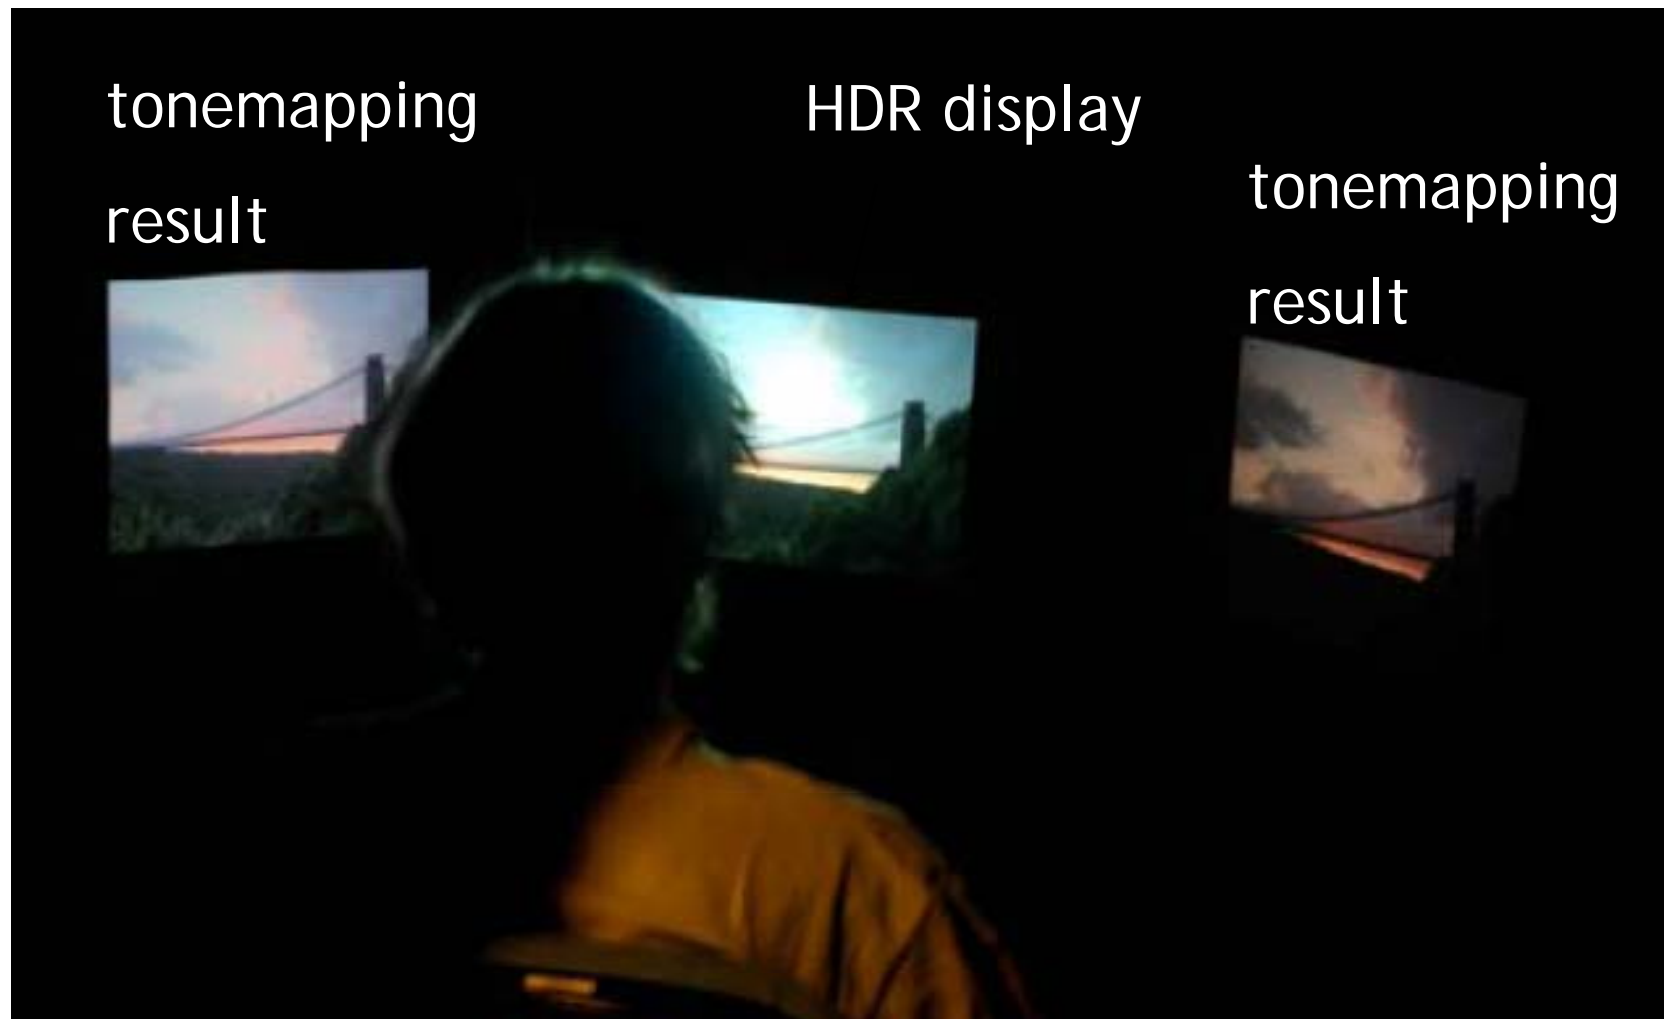 tonemapping
result
HDR display
tonemapping
result